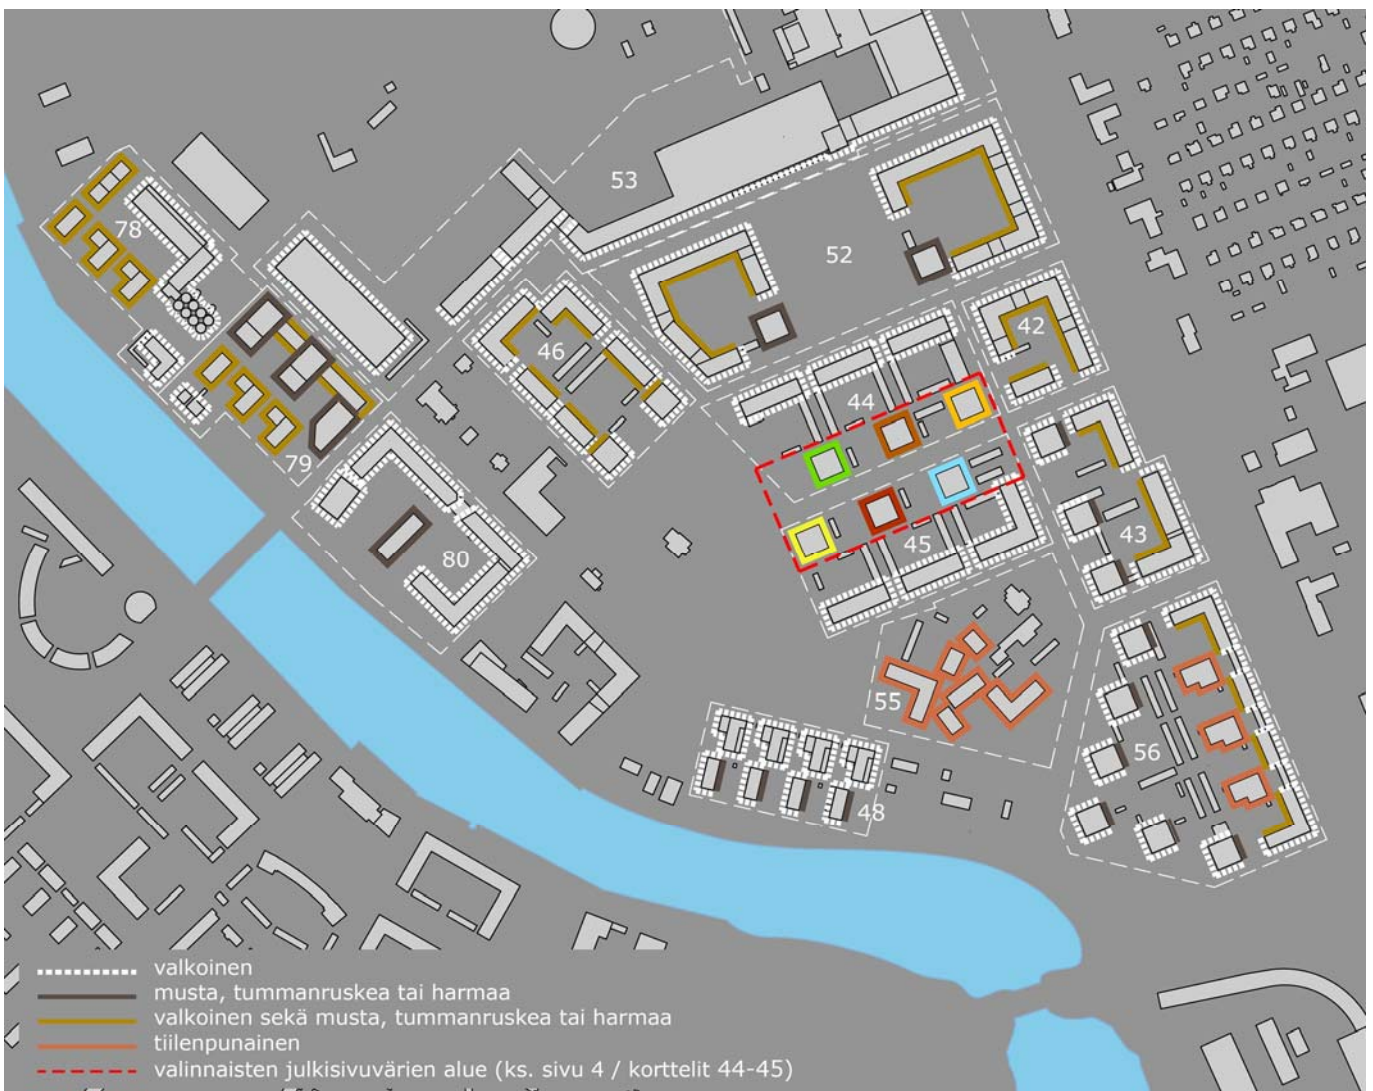 53
78
52
42
46
44
79
45
43
80
55
56
48
valkoinen
musta, tummanruskea tai harmaa
valkoinen sekä musta, tummanruskea tai harmaa
tiilenpunainen
valinnaisten julkisivuvärien alue (ks. sivu 4 / korttelit 44-45)